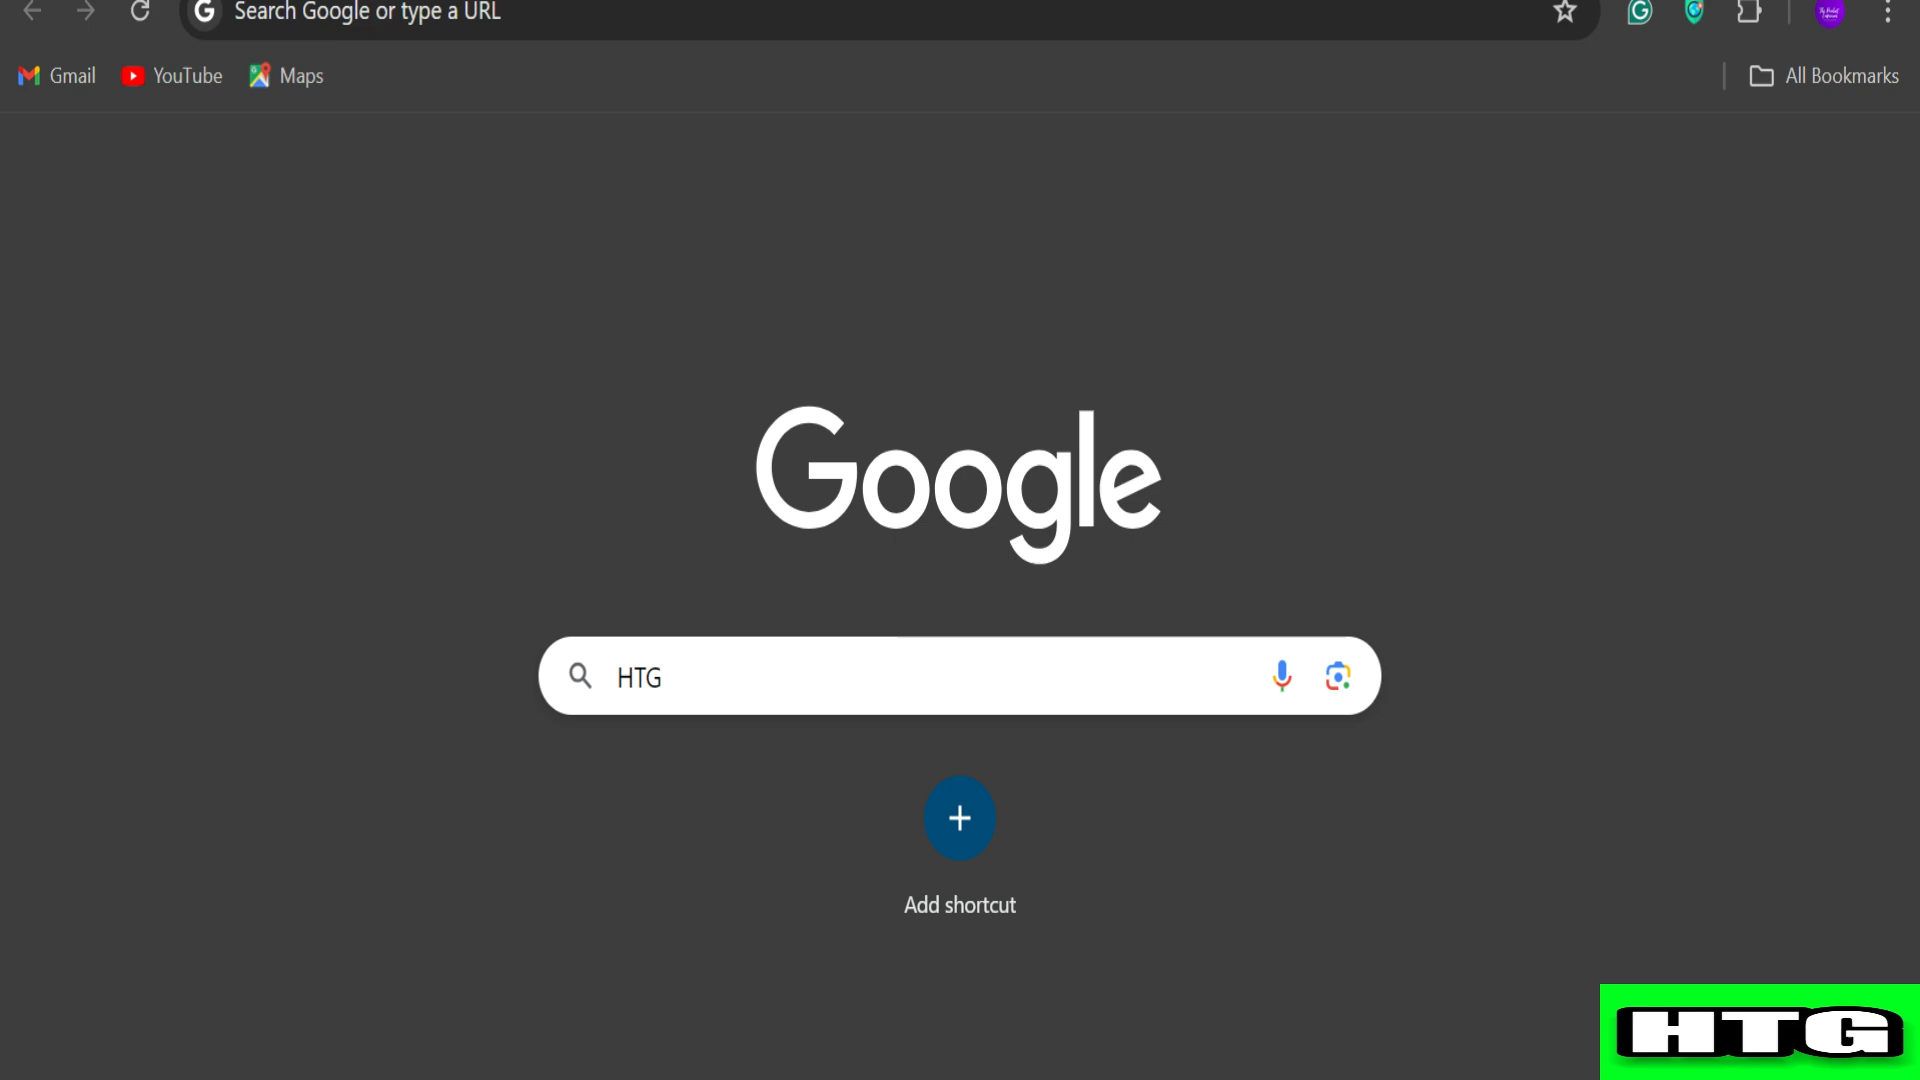 Search Google or type a URL
Gmail YouTube Maps All Bookmarks
Google
HTG
Add shortcut
HTG